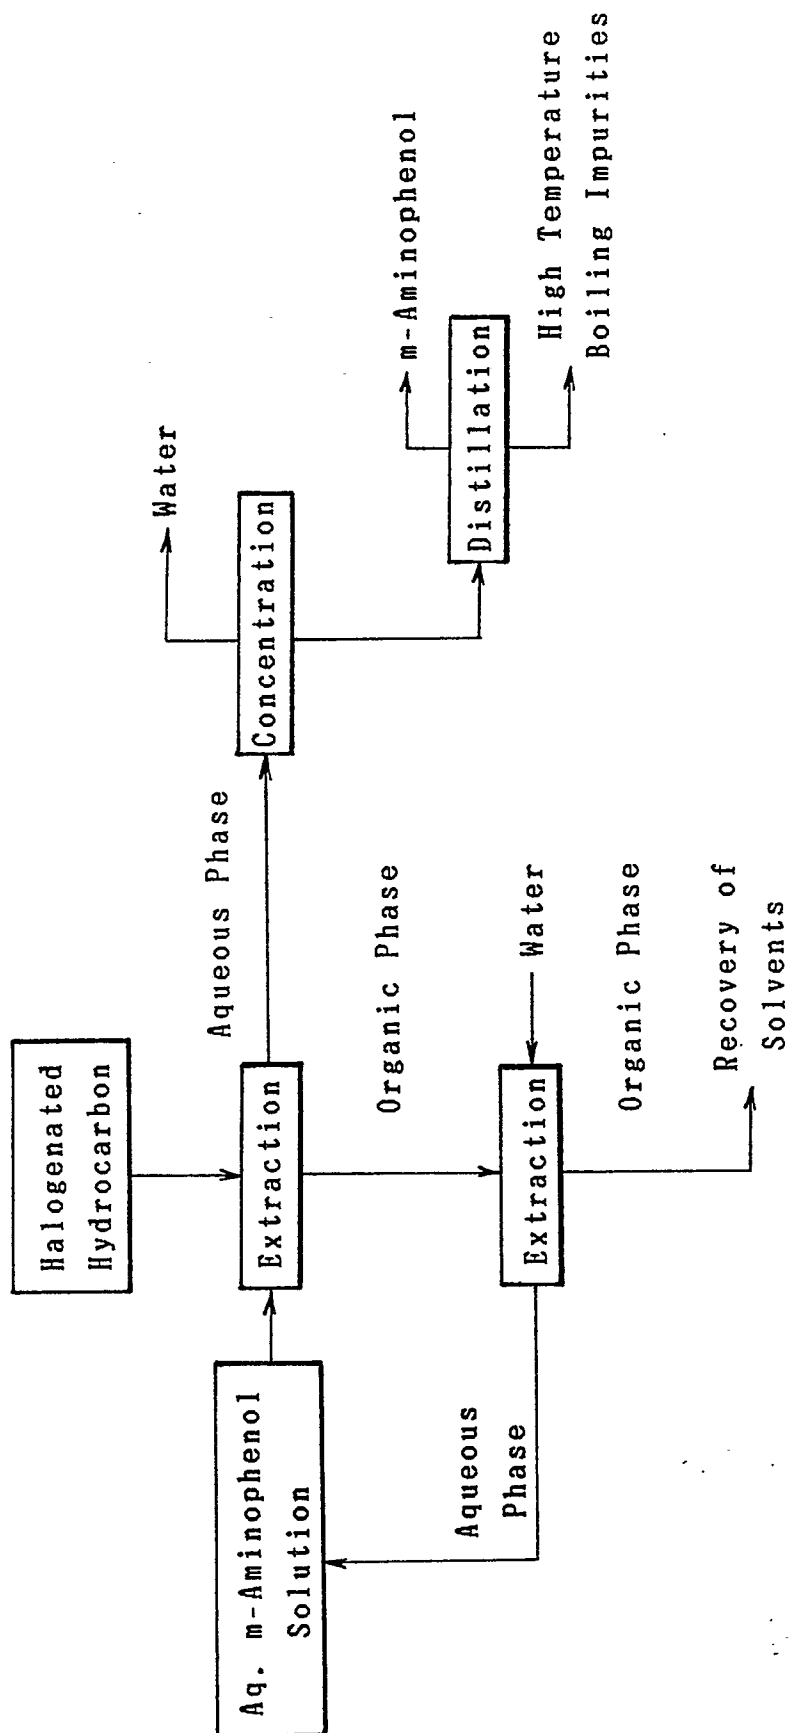 Halogenated
Hydrocarbon
Aq. m-Aminophenol
Solution
Extraction
Aqueous Phase
Concentration
Water
Organic Phase
Aqueous
Phase
Extraction
Water
Organic Phase
Recovery of
Solvents
Distillation
m-Aminophenol
High Temperature
Boiling Impurities